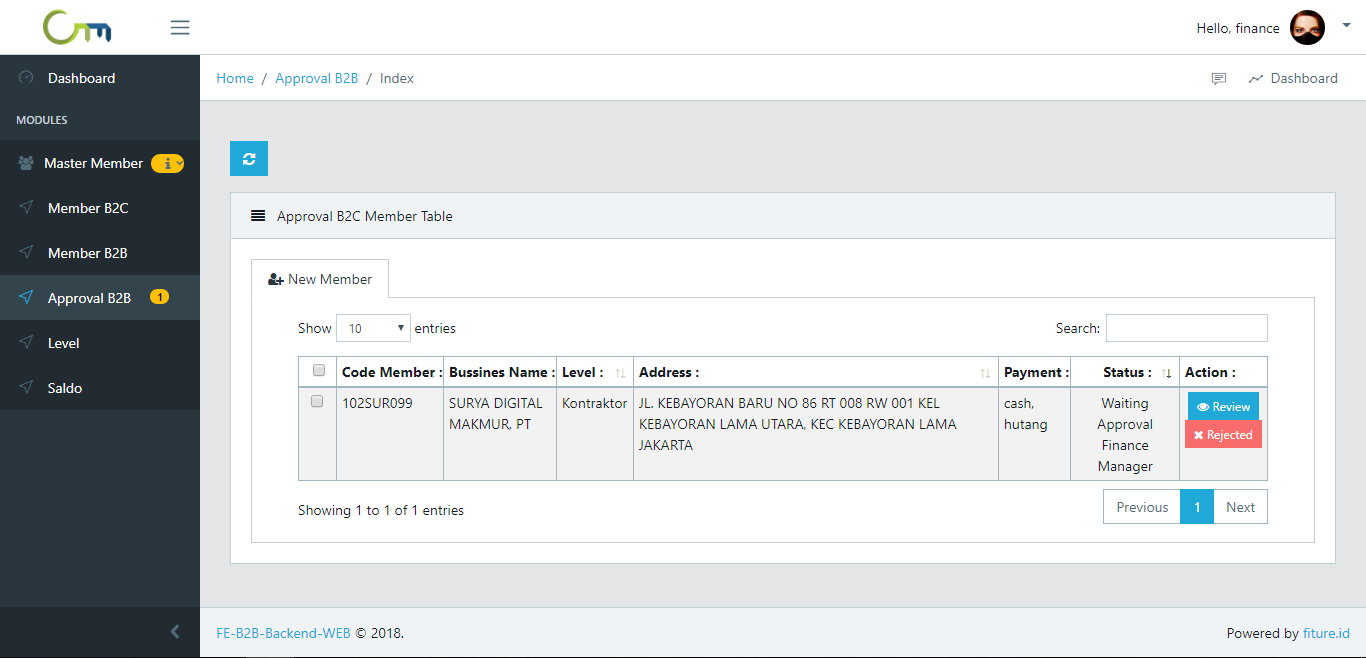 Hello, finance
Dashboard
Home / Approval B2B / Index
Dashboard
MODULES
Master Member
Member B2C
Member B2B
Approval B2B 1
Level
Saldo
Approval B2C Member Table
New Member
Show 10 entries
Search:
Code Member : Bussines Name : Level : Address : Payment : Status : Action :
102SUR099 SURYA DIGITAL Kontraktor JL. KEBAYORAN BARU NO 86 RT 008 RW 001 KEL cash, Waiting Review
MAKMUR, PT KEBAYORAN LAMA UTARA, KEC KEBAYORAN LAMA hutang Approval Rejected
JAKARTA Finance
Manager
Showing 1 to 1 of 1 entries
Previous 1 Next
FE-B2B-Backend-WEB © 2018.
Powered by fiture.id